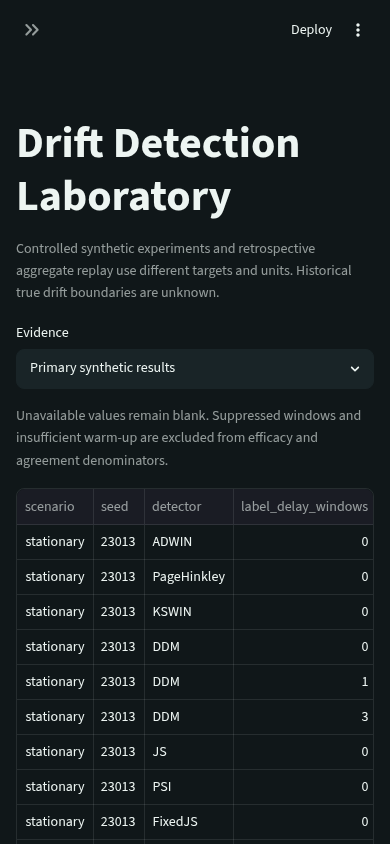 Deploy
Drift Detection
Laboratory
Controlled synthetic experiments and retrospective
aggregate replay use different targets and units. Historical
true drift boundaries are unknown.
Evidence
Primary synthetic results
Unavailable values remain blank. Suppressed windows and
insufficient warm-up are excluded from efficacy and
agreement denominators.
scenario seed detector label_delay_windows
stationary 23013 ADWIN 0
stationary 23013 PageHinkley 0
stationary 23013 KSWIN 0
stationary 23013 DDM 0
stationary 23013 DDM 1
stationary 23013 DDM 3
stationary 23013 JS 0
stationary 23013 PSI 0
stationary 23013 FixedJS 0